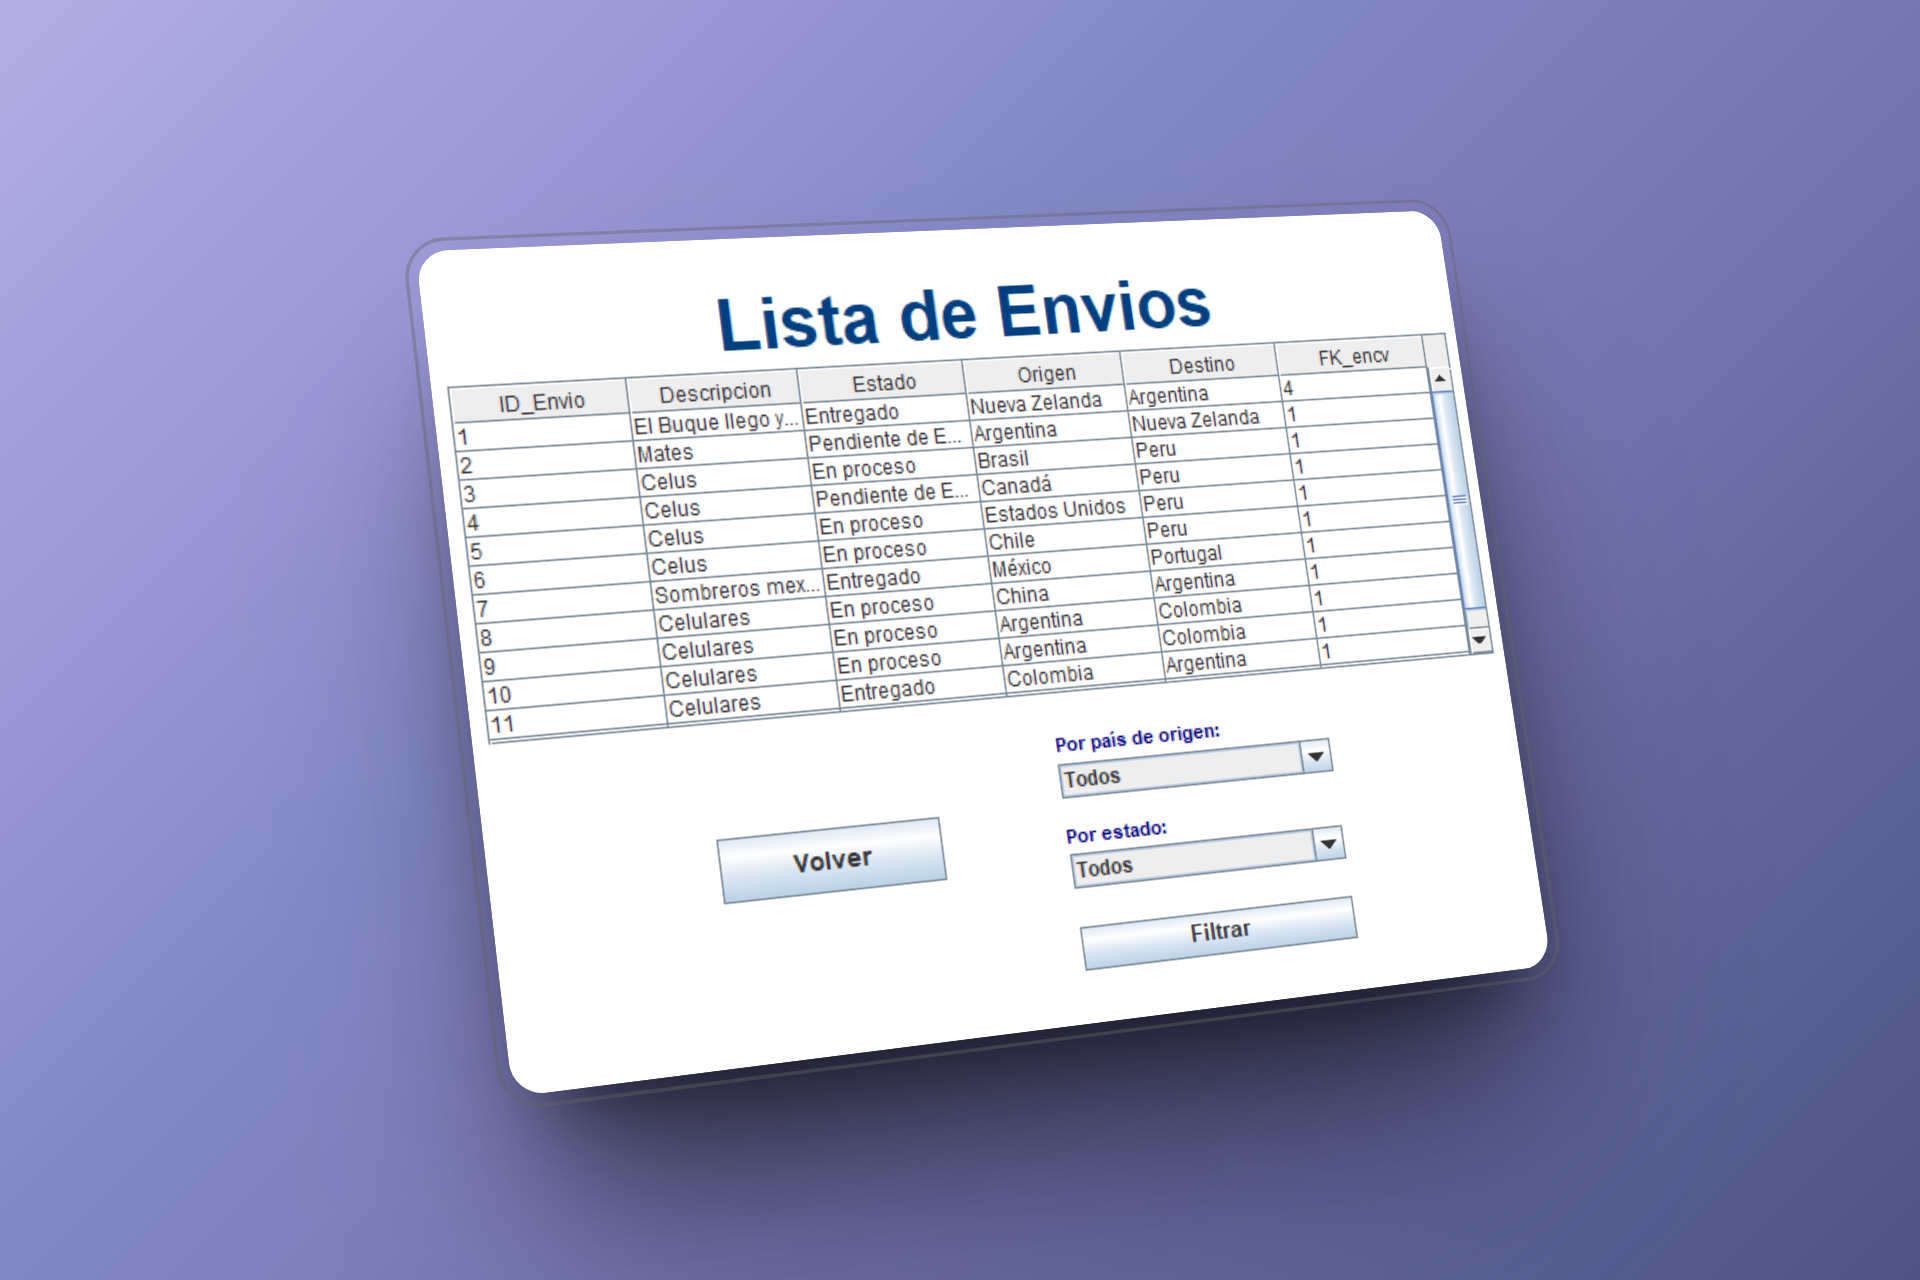 Lista de Envios
ID_Envio Descripcion Estado Origen Destino FK_encv
1 El Buque llego y... Entregado Nueva Zelanda Argentina 4
2 Mates Pendiente de E... Argentina Nueva Zelanda 1
3 Celus En proceso Brasil Peru 1
4 Celus Pendiente de E... Canadá Peru 1
5 Celus En proceso Estados Unidos Peru 1
6 Celus En proceso Chile Peru 1
7 Sombreros mex... Entregado México Portugal 1
8 Celulares En proceso China Argentina 1
9 Celulares En proceso Argentina Colombia 1
10 Celulares En proceso Argentina Colombia 1
11 Celulares Entregado Colombia Argentina 1
Por país de origen:
Todos
Por estado:
Todos
Volver
Filtrar